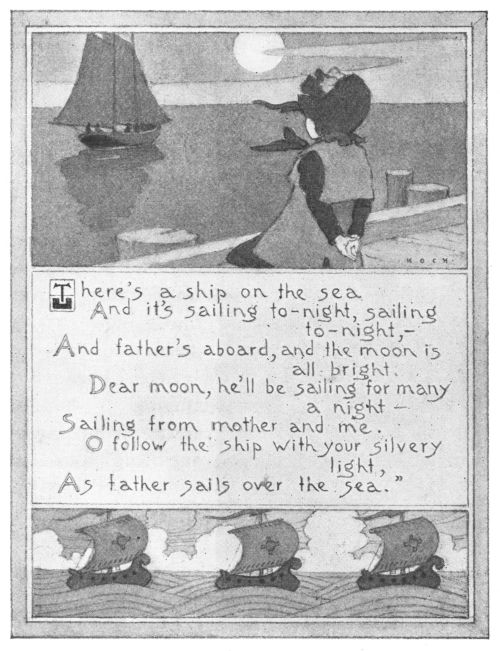 HOCH
There's a ship on the sea
And it's sailing to-night, sailing
to-night,-
And father's aboard, and the moon is
all bright.
Dear moon, he'll be sailing for many
a night —
Sailing from mother and me.
O follow the ship with your silvery
light,
As father sails over the sea."